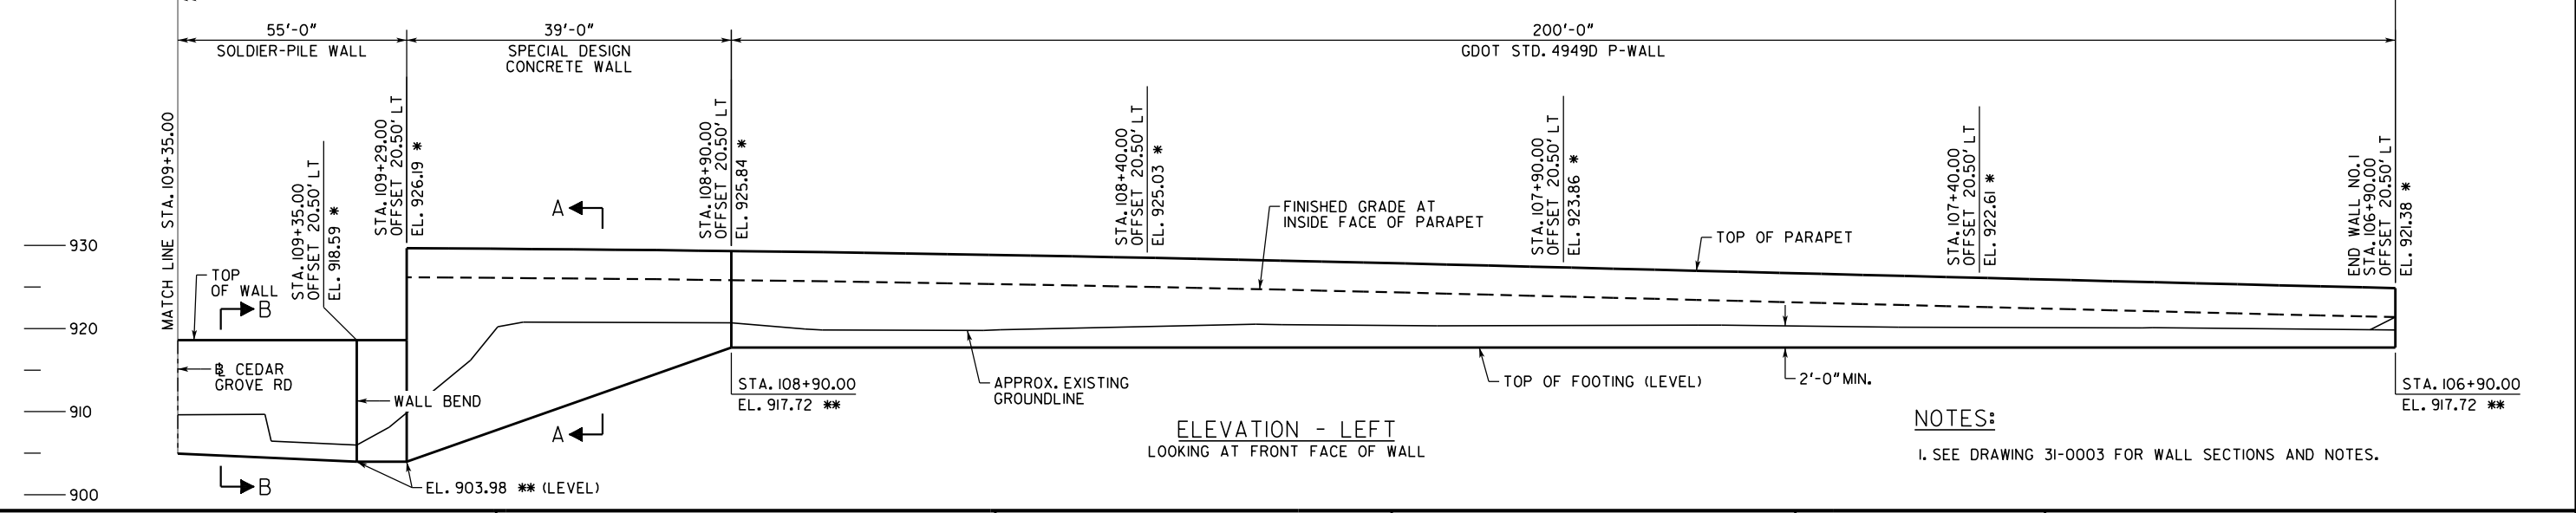 55'-0"
SOLDIER-PILE WALL
39'-0"
SPECIAL DESIGN
CONCRETE WALL
200'-0"
GDOT STD. 4949D P-WALL
MATCH LINE STA. 109+35.00
STA. 109+35.00
OFFSET 20.50' LT
EL. 918.59 *
STA. 109+29.00
OFFSET 20.50' LT
EL. 926.19 *
STA. 108+90.00
OFFSET 20.50' LT
EL. 925.84 *
STA. 108+40.00
OFFSET 20.50' LT
EL. 925.03 *
STA. 107+90.00
OFFSET 20.50' LT
EL. 923.86 *
STA. 107+40.00
OFFSET 20.50' LT
EL. 922.61 *
END WALL NO. 1
STA. 106+90.00
OFFSET 20.50' LT
EL. 921.38 *
A
FINISHED GRADE AT
INSIDE FACE OF PARAPET
TOP OF PARAPET
930
920
910
900
TOP
OF WALL
B
CEDAR
GROVE RD
WALL BEND
A
B
EL. 903.98 ** (LEVEL)
STA. 108+90.00
EL. 917.72 **
APPROX. EXISTING
GROUNDLINE
TOP OF FOOTING (LEVEL)
2'-0" MIN.
STA. 106+90.00
EL. 917.72 **
ELEVATION - LEFT
LOOKING AT FRONT FACE OF WALL
NOTES:
1. SEE DRAWING 31-0003 FOR WALL SECTIONS AND NOTES.